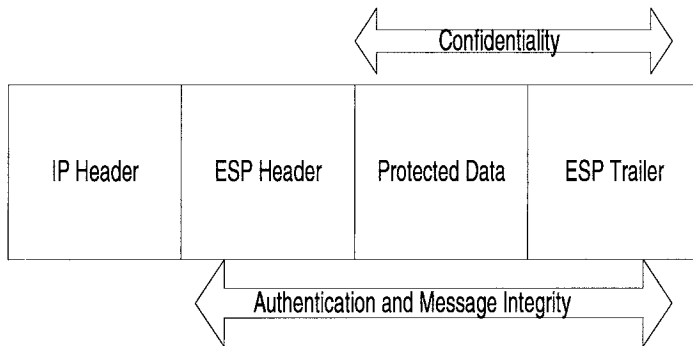 Confidentiality
IP Header
ESP Header
Protected Data
ESP Trailer
Authentication and Message Integrity